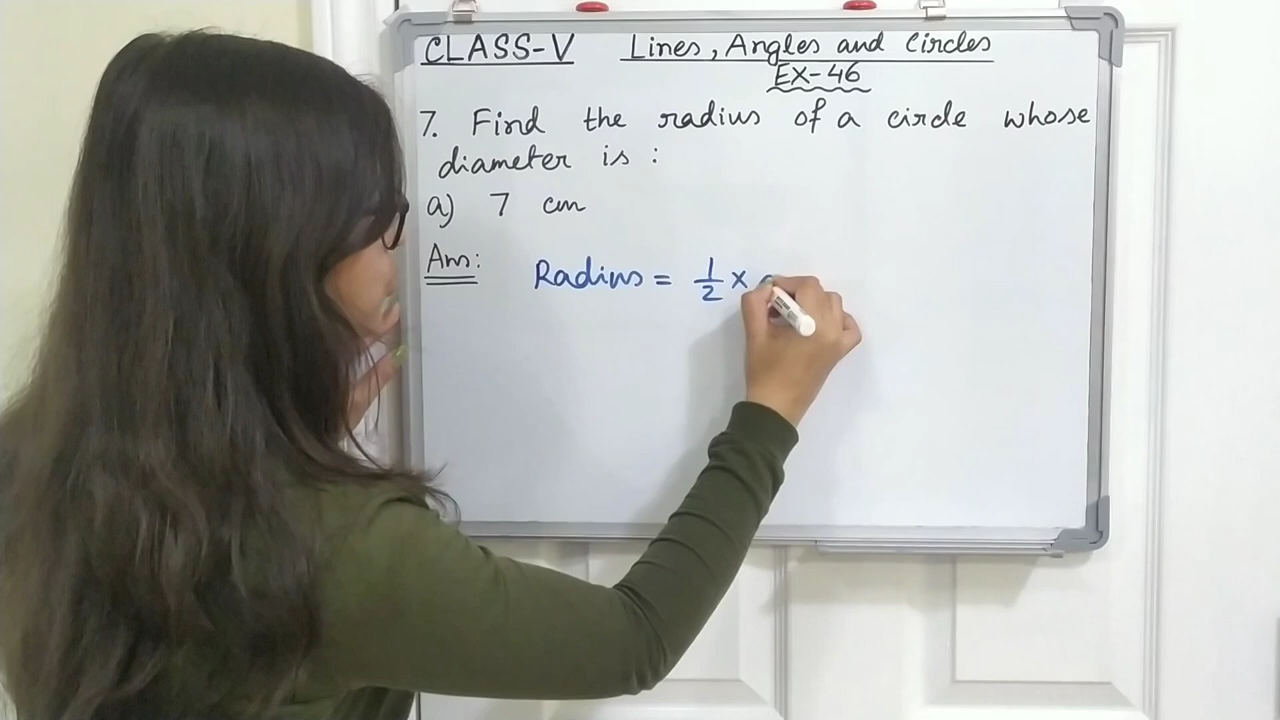 CLASS-V Lines, Angles and Circles
EX-46
7. Find the radius of a circle whose
diameter is :
a) 7 cm
Ans: Radius = 1/2 x